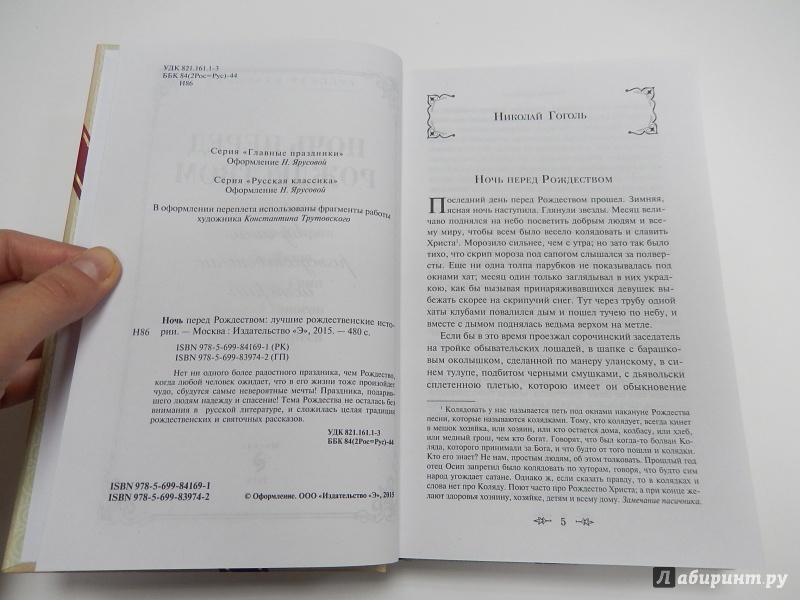 УДК 821.161.1-3
ББК 84(2Рос=Рус)-44
Н86
Серия «Главные праздники»
Оформление Н. Ярусовой
Серия «Русская классика»
Оформление Н. Ярусовой
В оформлении переплета использованы фрагменты работы
художника Константина Трутовского
Ночь перед Рождеством: лучшие рождественские исто-
Н86 рии. — Москва : Издательство «Э», 2015. — 480 с.
ISBN 978-5-699-84169-1 (РК)
ISBN 978-5-699-83974-2 (ГП)
Нет ни одного более радостного праздника, чем Рождество,
когда любой человек ожидает, что в его жизни тоже произойдет
чудо, сбудутся самые невероятные мечты! Праздника, подарив-
шего людям надежду и спасение! Тема Рождества не осталась без
внимания в русской литературе, и сложилась целая традиция
рождественских и святочных рассказов.
УДК 821.161.1-3
ББК 84(2Рос=Рус)-44
ISBN 978-5-699-84169-1
ISBN 978-5-699-83974-2
© Оформление. ООО «Издательство «Э», 2015
Николай Гоголь
Ночь перед Рождеством
Последний день перед Рождеством прошел. Зимняя,
ясная ночь наступила. Глянули звезды. Месяц вели-
чаво поднялся на небо посветить добрым людям и все-
му миру, чтобы всем было весело колядовать и славить
Христа¹. Морозило сильнее, чем с утра; но зато так было
тихо, что скрип мороза под сапогом слышался за полвер-
сты. Еще ни одна толпа парубков не показывалась под
окнами хат; месяц один только заглядывал в них украд-
кою, как бы вызывая принаряживавшихся девушек вы-
бежать скорее на скрипучий снег. Тут через трубу одной
хаты клубами повалился дым и пошел тучею по небу, и
вместе с дымом поднялась ведьма верхом на метле.
Если бы в это время проезжал сорочинский заседатель
на тройке обывательских лошадей, в шапке с барашко-
вым околышком, сделанной по манеру уланскому, в си-
нем тулупе, подбитом черными смушками, с дьявольски
сплетенною плетью, которою имеет он обыкновение
¹ Колядовать у нас называется петь под окнами накануне Рождества
песни, которые называются колядками. Тому, кто колядует, всегда кинет
в мешок хозяйка, или хозяин, или кто остается дома, колбасу, или хлеб,
или медный грош, чем кто богат. Говорят, что был когда-то болван Ко-
ляда, которого принимали за Бога, и что будто от того пошли и колядки.
Кто его знает? Не нам, простым людям, об этом толковать. Прошлый год
отец Осип запретил было колядовать по хуторам, говоря, что будто сим
народ угождает сатане. Однако ж, если сказать правду, то в колядках и
слова нет про Коляду. Поют часто про Рождество Христа; а при конце же-
лают здоровья хозяину, хозяйке, детям и всему дому. Замечание пасичника.
5
Лабиринт.ру